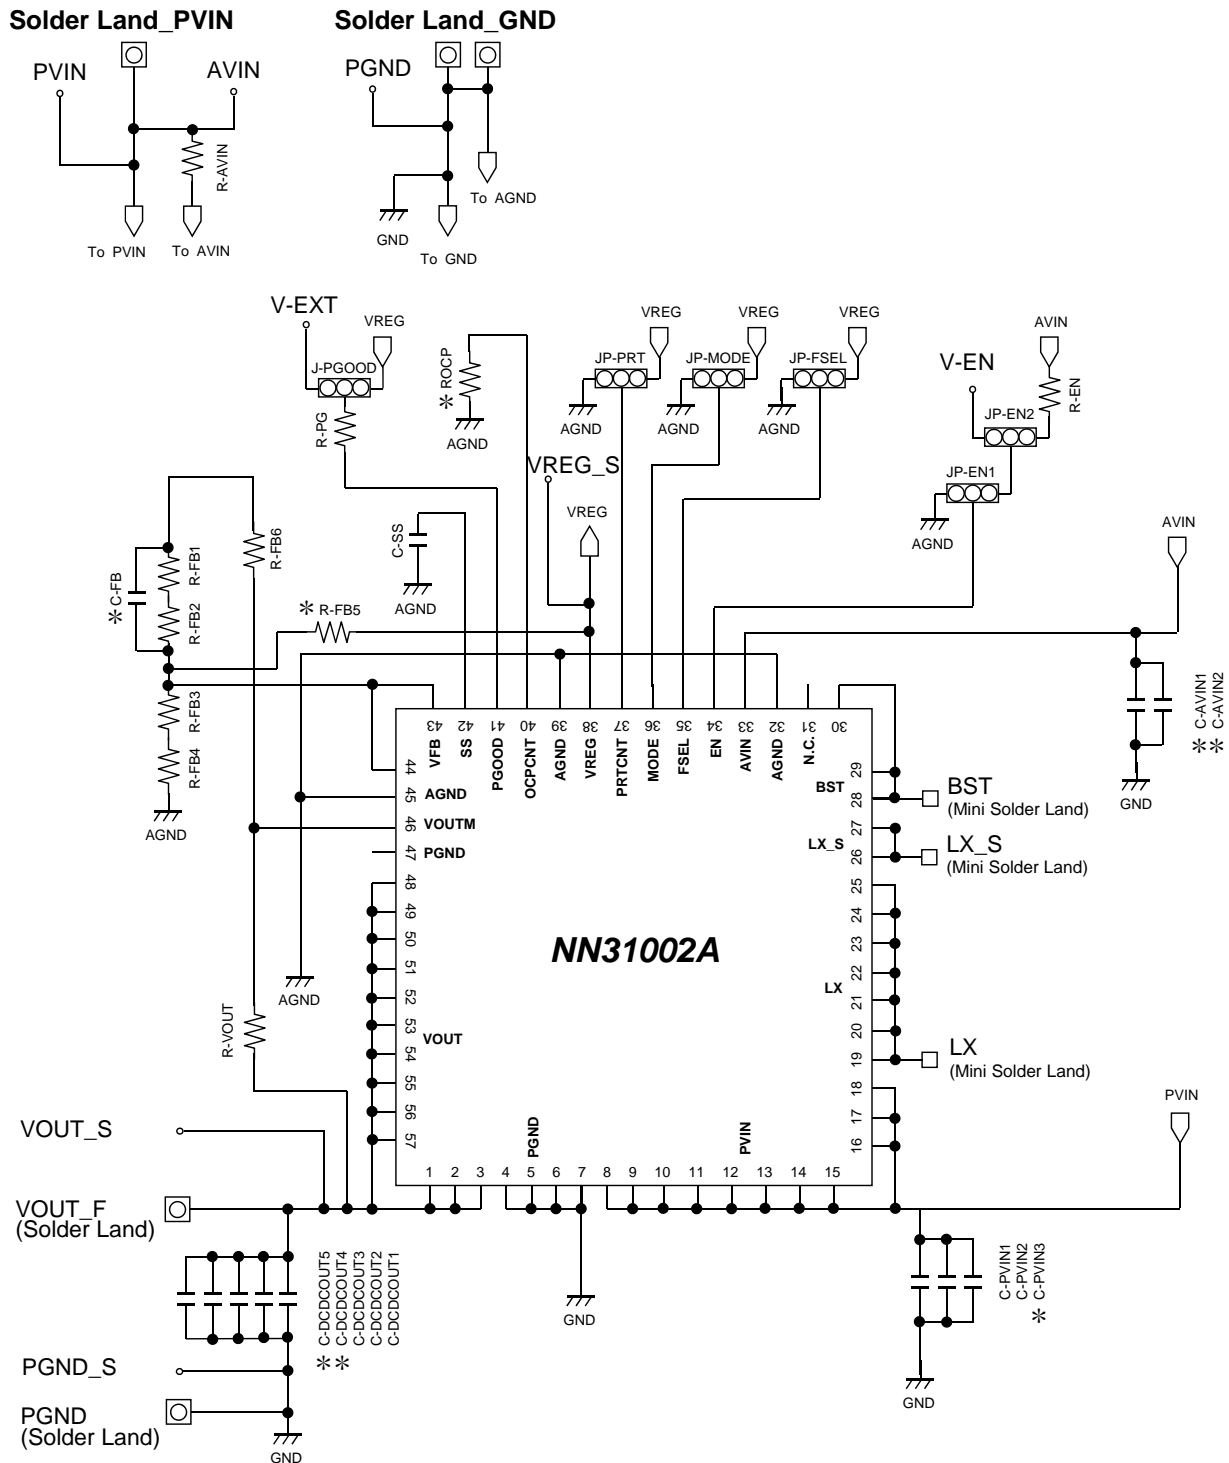 Solder Land_PVIN
Solder Land_GND
PVIN
AVIN
PGND
R-AVIN
To PVIN
To AVIN
GND
To GND
To AGND
V-EXT
VREG
J-PGOOD
R-PG
* ROCP
AGND
VREG_S
VREG
JP-PRT
VREG
AGND
JP-MODE
VREG
AGND
JP-FSEL
VREG
AGND
V-EN
AVIN
R-EN
JP-EN2
JP-EN1
AGND
AVIN
C-SS
AGND
R-FB6
* C-FB
R-FB1
R-FB2
* R-FB5
R-FB3
R-FB4
AGND
* C-AVIN1
* C-AVIN2
GND
43 42 41 40 39 38 37 36 35 34 33 32 31 30
VFB
SS
PGOOD
OCPCNT
AGND
VREG
PRTCNT
MODE
FSEL
EN
AVIN
AGND
N.C.
44
45
46
47
48
49
50
51
52
53
54
55
56
57
AGND
VOUTM
PGND
VOUT
29
28
27
26
25
24
23
22
21
20
19
18
17
16
BST
LX_S
LX
NN31002A
BST
(Mini Solder Land)
LX_S
(Mini Solder Land)
LX
(Mini Solder Land)
PVIN
AGND
R-VOUT
PGND
PVIN
1 2 3 4 5 6 7 8 9 10 11 12 13 14 15
VOUT_S
VOUT_F
(Solder Land)
* C-DCDCOUT5
* C-DCDCOUT4
C-DCDCOUT3
C-DCDCOUT2
C-DCDCOUT1
GND
C-PVIN1
C-PVIN2
* C-PVIN3
GND
PGND_S
PGND
(Solder Land)
GND